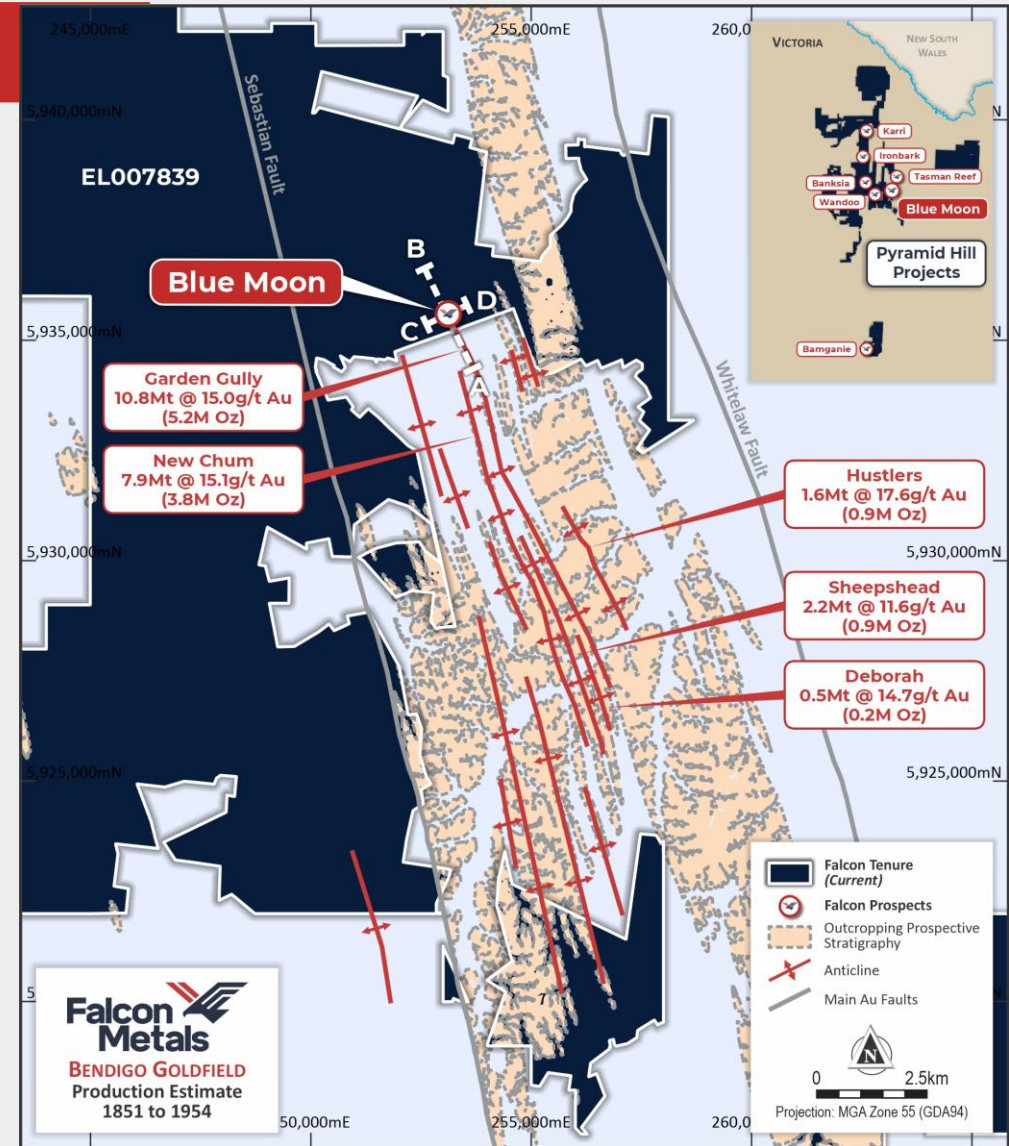 245,000mE
255,000mE
260,0
5,940,000mN
N
Sebastian Fault
EL007839
VICTORIA
NEW SOUTH
WALES
Karri
Ironbark
Tasman Reef
Banksia
Wandoo
Blue Moon
Pyramid Hill
Projects
Bamganie
B
Blue Moon
D
C
A
5,935,000mN
N
Whitelaw Fault
Garden Gully
10.8Mt @ 15.0g/t Au
(5.2M Oz)
New Chum
7.9Mt @ 15.1g/t Au
(3.8M Oz)
Hustlers
1.6Mt @ 17.6g/t Au
(0.9M Oz)
5,930,000mN
5,930,000mN
Sheepshead
2.2Mt @ 11.6g/t Au
(0.9M Oz)
Deborah
0.5Mt @ 14.7g/t Au
(0.2M Oz)
5,925,000mN
5,925,000mN
Falcon Tenure
(Current)
Falcon Prospects
Outcropping Prospective
Stratigraphy
Anticline
Main Au Faults
N
0 2.5km
Projection: MGA Zone 55 (GDA94)
5
N
Falcon
Metals
BENDIGO GOLDFIELD
Production Estimate
1851 to 1954
50,000mE
255,000mE
260,0